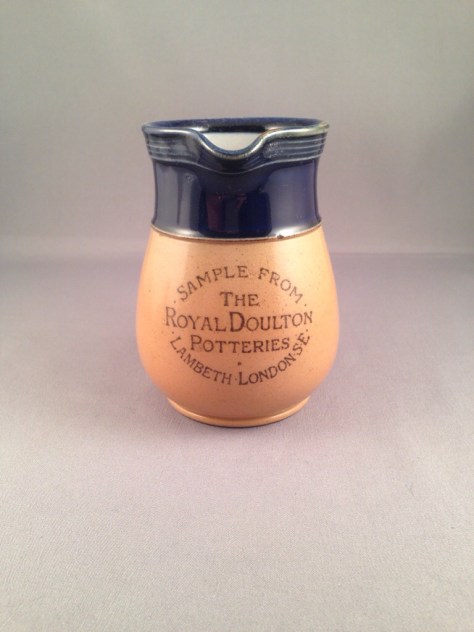 · SAMPLE FROM ·
THE
ROYAL DOULTON
POTTERIES
· LAMBETH · LONDON S.E. ·